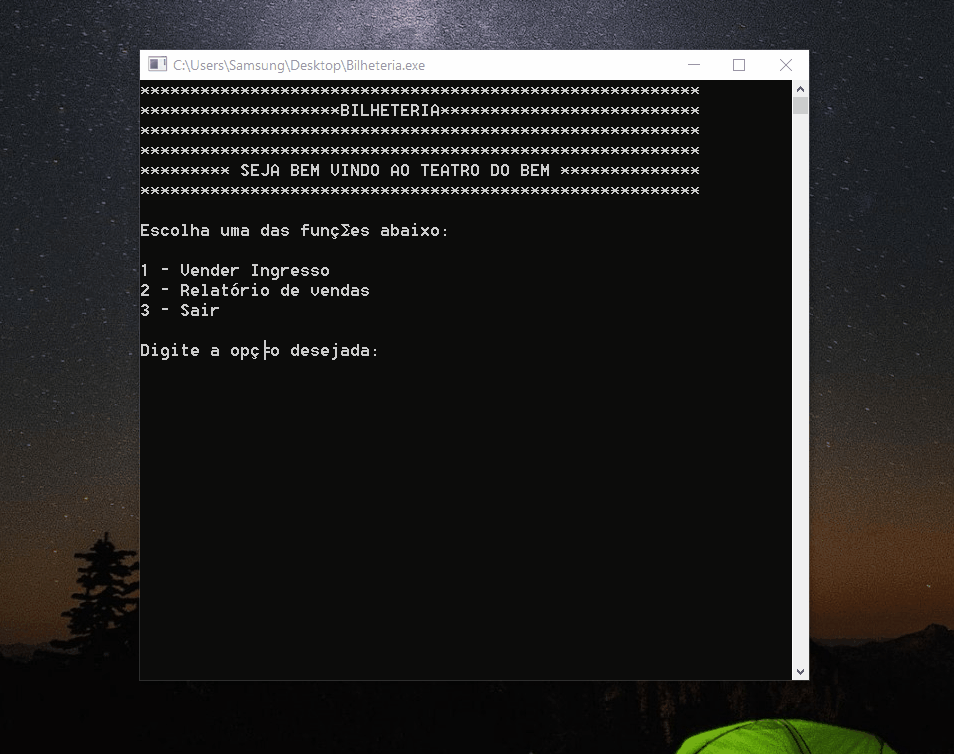 C:\Users\Samsung\Desktop\Bilheteria.exe
********************************************************
********************BILHETERIA**************************
********************************************************
********************************************************
********* SEJA BEM VINDO AO TEATRO DO BEM **************
********************************************************
Escolha uma das funçΣes abaixo:
1 - Vender Ingresso
2 - Relatório de vendas
3 - Sair
Digite a opç╞o desejada: